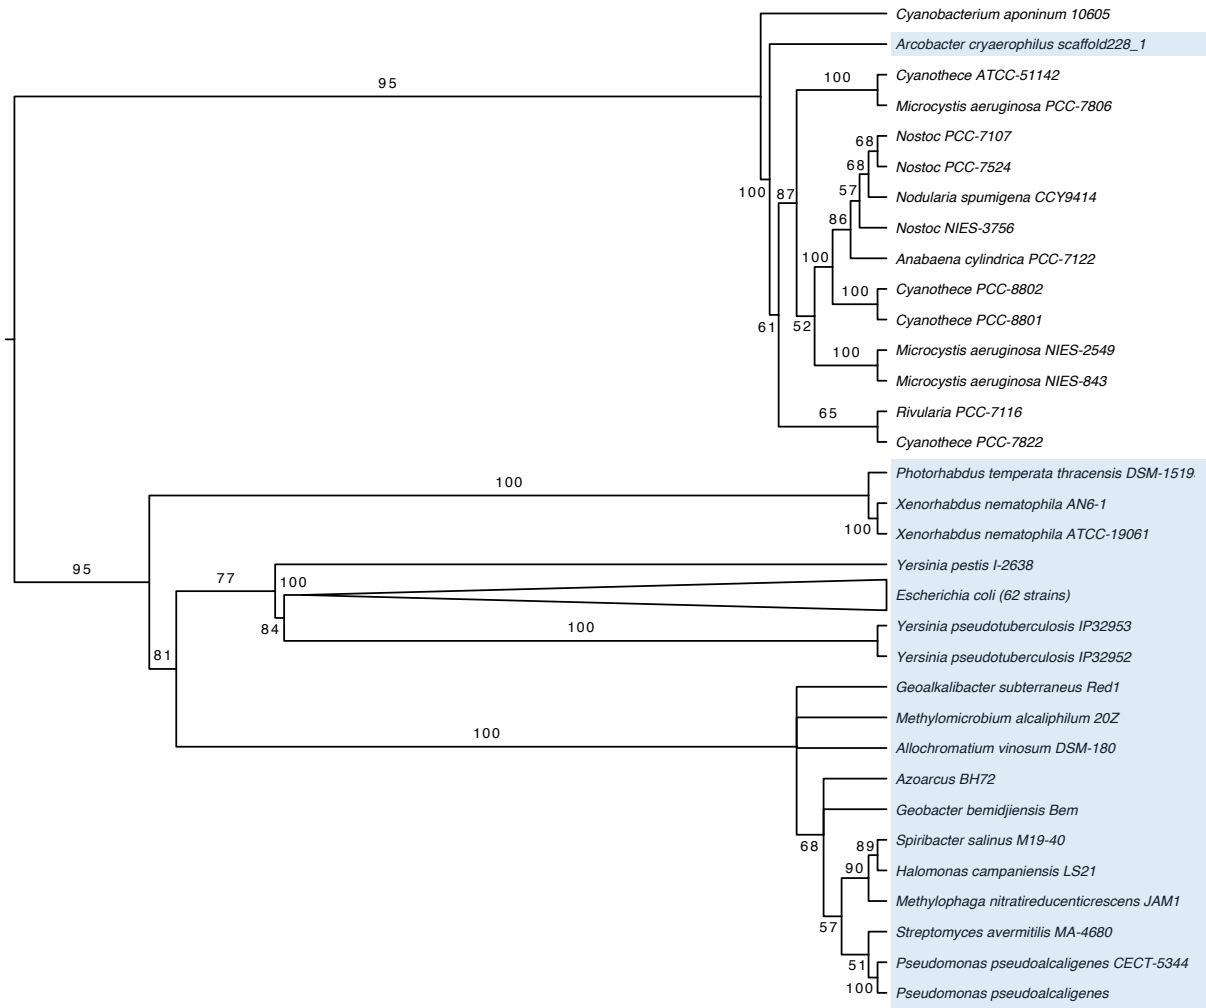 Cyanobacterium aponinum 10605
Arcobacter cryaerophilus scaffold228_1
95
100
Cyanothece ATCC-51142
Microcystis aeruginosa PCC-7806
Nostoc PCC-7107
68
Nostoc PCC-7524
68
100
87
57
Nodularia spumigena CCY9414
86
Nostoc NIES-3756
100
Anabaena cylindrica PCC-7122
100
Cyanothece PCC-8802
61
52
Cyanothece PCC-8801
100
Microcystis aeruginosa NIES-2549
Microcystis aeruginosa NIES-843
65
Rivularia PCC-7116
Cyanothece PCC-7822
Photorhabdus temperata thracensis DSM-1519
100
Xenorhabdus nematophila AN6-1
100
Xenorhabdus nematophila ATCC-19061
95
77
Yersinia pestis I-2638
100
Escherichia coli (62 strains)
84
100
Yersinia pseudotuberculosis IP32953
81
Yersinia pseudotuberculosis IP32952
Geoalkalibacter subterraneus Red1
Methylomicrobium alcaliphilum 20Z
100
Allochromatium vinosum DSM-180
Azoarcus BH72
Geobacter bemidjiensis Bem
68
89
Spiribacter salinus M19-40
90
Halomonas campaniensis LS21
Methylophaga nitratireducenticrescens JAM1
57
Streptomyces avermitilis MA-4680
51
Pseudomonas pseudoalcaligenes CECT-5344
100
Pseudomonas pseudoalcaligenes